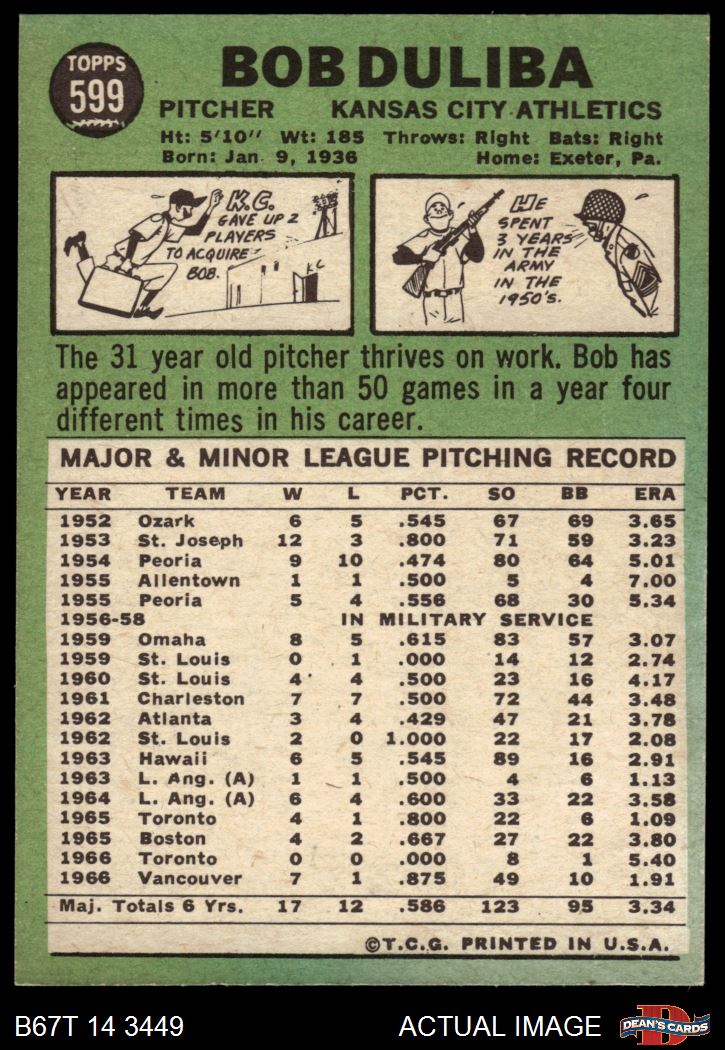 TOPPS
599
BOB DULIBA
PITCHER KANSAS CITY ATHLETICS
Ht: 5'10" Wt: 185 Throws: Right Bats: Right
Born: Jan. 9, 1936 Home: Exeter, Pa.
K.C.
GAVE UP 2
PLAYERS
TO ACQUIRE
BOB.
KC
HE
SPENT
3 YEARS
IN THE
ARMY
IN THE
1950'S.
The 31 year old pitcher thrives on work. Bob has
appeared in more than 50 games in a year four
different times in his career.
MAJOR & MINOR LEAGUE PITCHING RECORD
YEAR TEAM W L PCT. SO BB ERA
1952 Ozark 6 5 .545 67 69 3.65
1953 St. Joseph 12 3 .800 71 59 3.23
1954 Peoria 9 10 .474 80 64 5.01
1955 Allentown 1 1 .500 5 4 7.00
1955 Peoria 5 4 .556 68 30 5.34
1956-58 IN MILITARY SERVICE
1959 Omaha 8 5 .615 83 57 3.07
1959 St. Louis 0 1 .000 14 12 2.74
1960 St. Louis 4 4 .500 23 16 4.17
1961 Charleston 7 7 .500 72 44 3.48
1962 Atlanta 3 4 .429 47 21 3.78
1962 St. Louis 2 0 1.000 22 17 2.08
1963 Hawaii 6 5 .545 89 16 2.91
1963 L. Ang. (A) 1 1 .500 4 6 1.13
1964 L. Ang. (A) 6 4 .600 33 22 3.58
1965 Toronto 4 1 .800 22 6 1.09
1965 Boston 4 2 .667 27 22 3.80
1966 Toronto 0 0 .000 8 1 5.40
1966 Vancouver 7 1 .875 49 10 1.91
Maj. Totals 6 Yrs. 17 12 .586 123 95 3.34
©T.C.G. PRINTED IN U.S.A.
B67T 14 3449 ACTUAL IMAGE DEAN'S CARDS